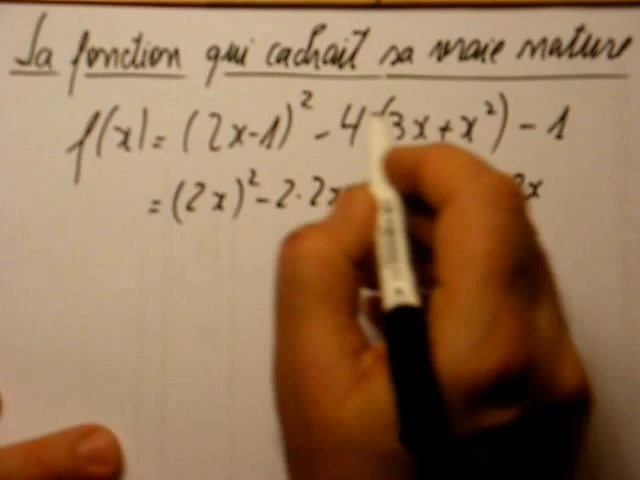 La fonction qui cachait sa vraie nature
f(x) = (2x-1)² - 4(3x + x²) - 1
= (2x)² - 2·2x